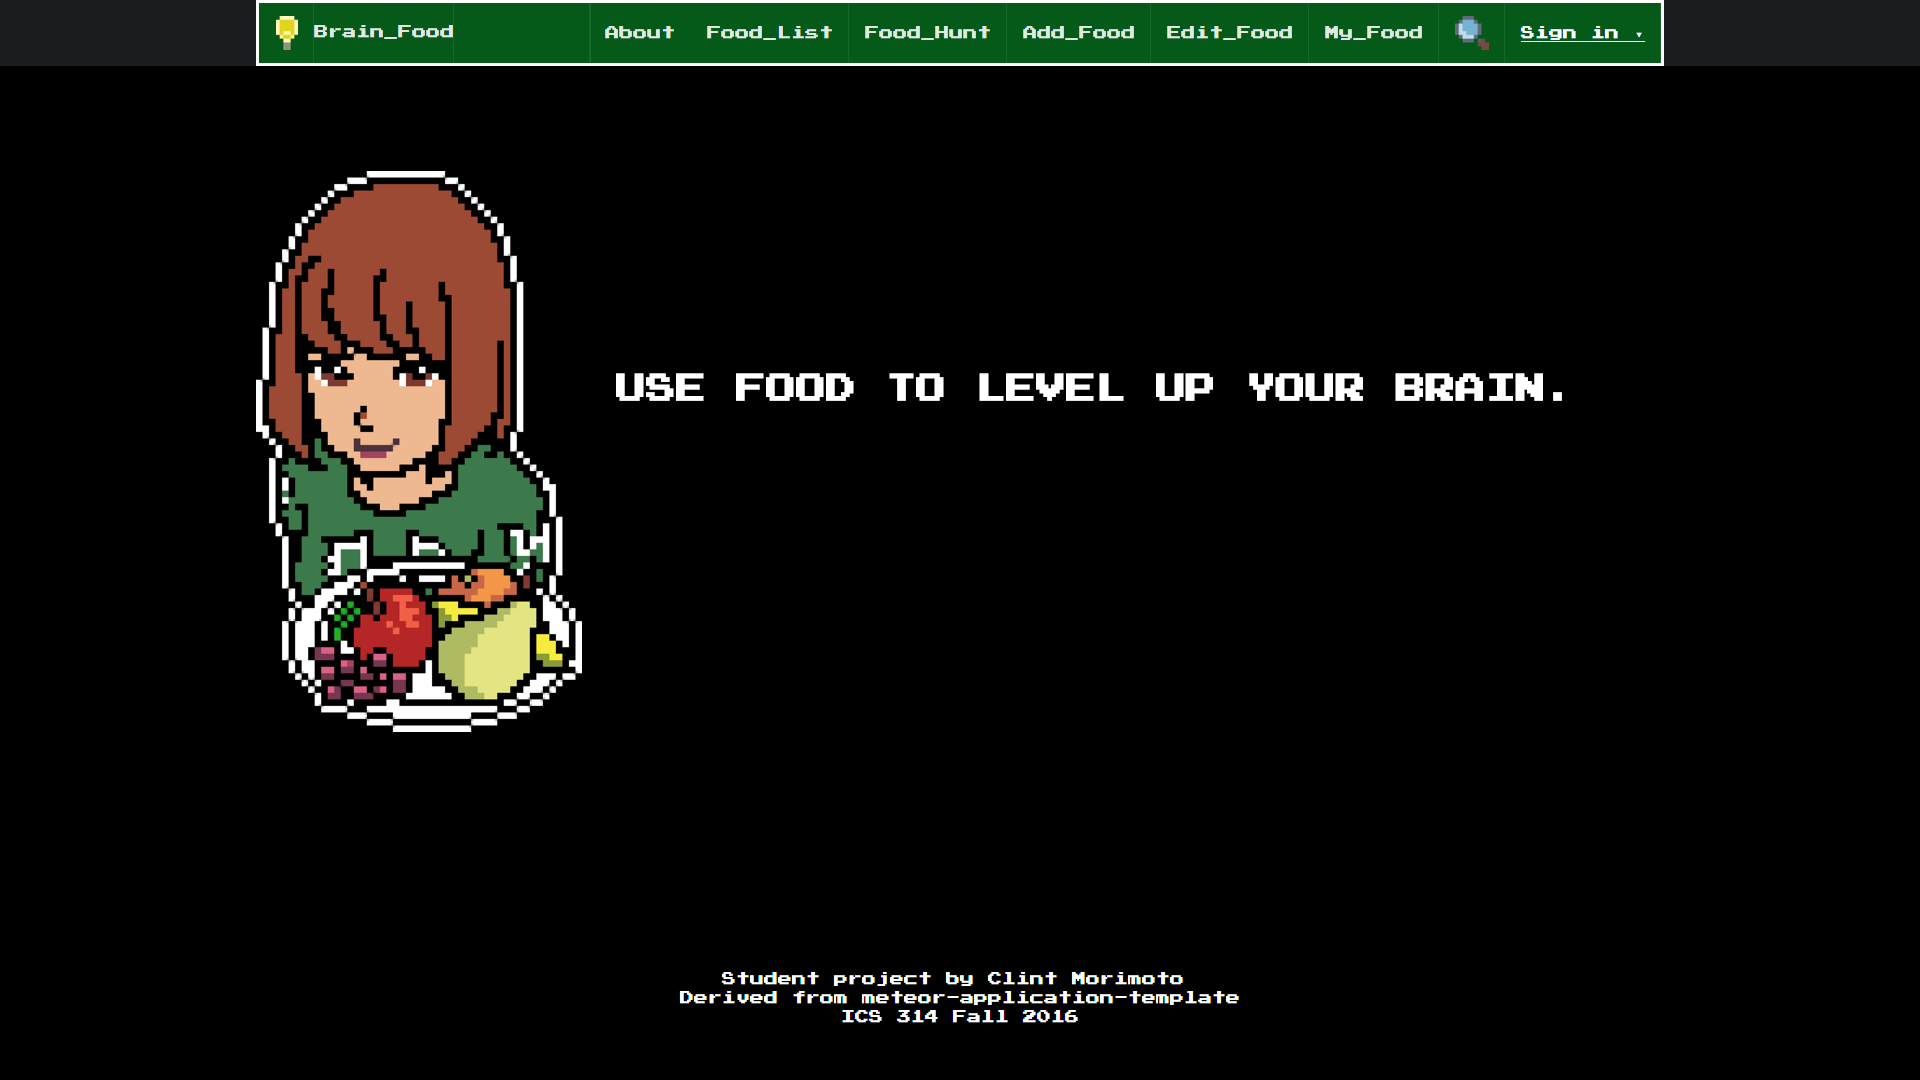 Brain_Food About Food_List Food_Hunt Add_Food Edit_Food My_Food Sign in ▾
USE FOOD TO LEVEL UP YOUR BRAIN.
Student project by Clint Morimoto
Derived from meteor-application-template
ICS 314 Fall 2016